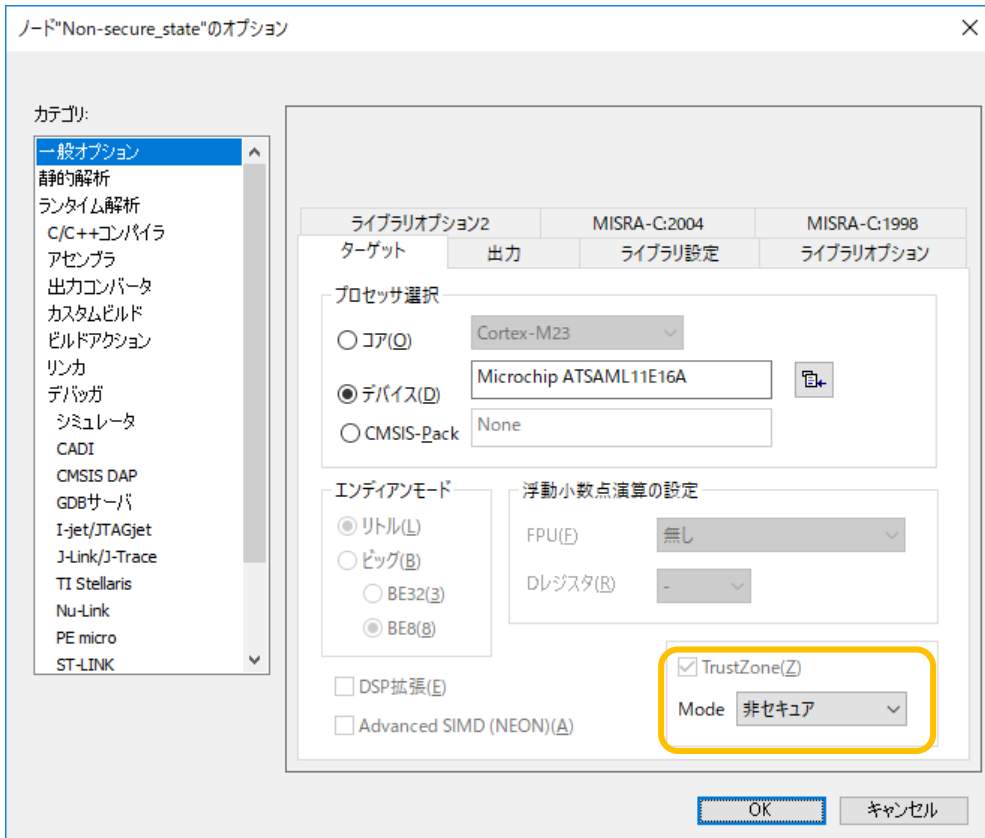 ノード"Non-secure_state"のオプション
カテゴリ:
一般オプション
静的解析
ランタイム解析
C/C++コンパイラ
アセンブラ
出力コンバータ
カスタムビルド
ビルドアクション
リンカ
デバッガ
シミュレータ
CADI
CMSIS DAP
GDBサーバ
I-jet/JTAGjet
J-Link/J-Trace
TI Stellaris
Nu-Link
PE micro
ST-LINK
ライブラリオプション2 MISRA-C:2004 MISRA-C:1998
ターゲット 出力 ライブラリ設定 ライブラリオプション
プロセッサ選択
コア(O) Cortex-M23
デバイス(D) Microchip ATSAML11E16A
CMSIS-Pack None
エンディアンモード
リトル(L)
ビッグ(B)
BE32(3)
BE8(8)
浮動小数点演算の設定
FPU(F) 無し
Dレジスタ(R) -
DSP拡張(E)
Advanced SIMD (NEON)(A)
TrustZone(Z)
Mode 非セキュア
OK キャンセル